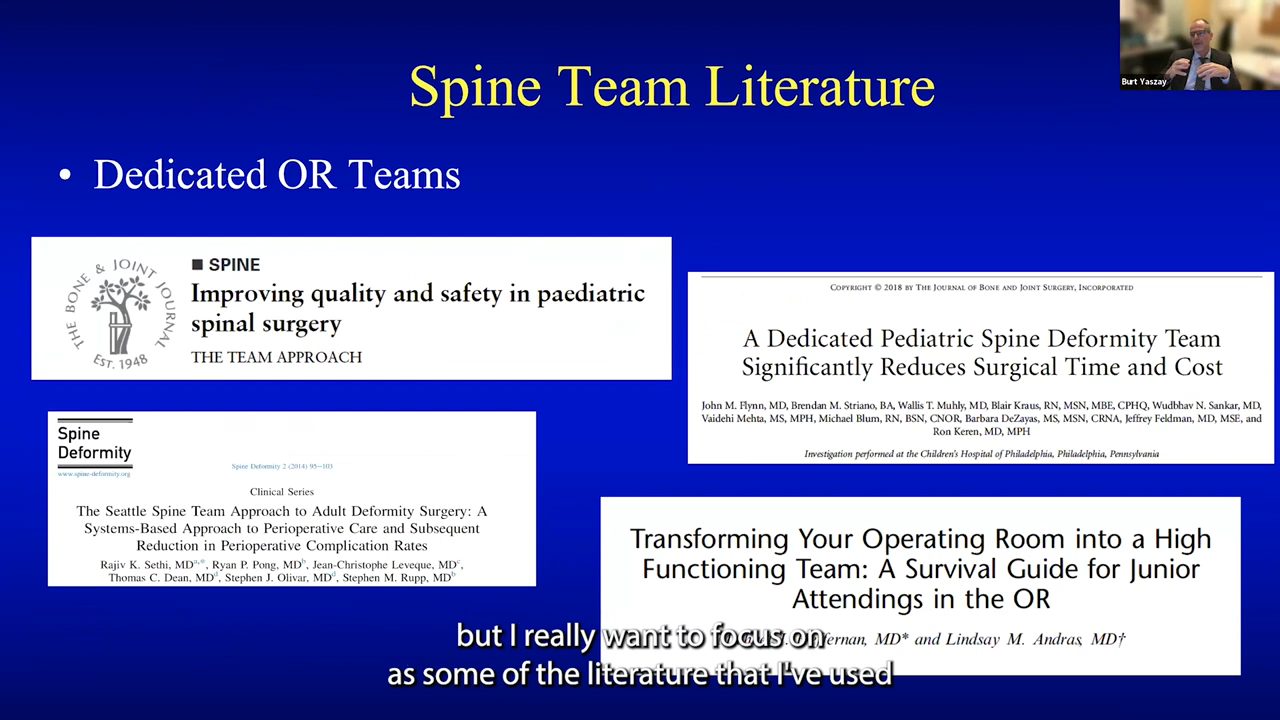 Burt Yaszay
Spine Team Literature
• Dedicated OR Teams
THE BONE & JOINT JOURNAL
EST. 1948
■ SPINE
Improving quality and safety in paediatric
spinal surgery
THE TEAM APPROACH
COPYRIGHT © 2018 BY THE JOURNAL OF BONE AND JOINT SURGERY, INCORPORATED
A Dedicated Pediatric Spine Deformity Team
Significantly Reduces Surgical Time and Cost
John M. Flynn, MD, Brendan M. Striano, BA, Wallis T. Muhly, MD, Blair Kraus, RN, MSN, MBE, CPHQ, Wudbhav N. Sankar, MD,
Vaidehi Mehta, MS, MPH, Michael Blum, RN, BSN, CNOR, Barbara DeZayas, MS, MSN, CRNA, Jeffrey Feldman, MD, MSE, and
Ron Keren, MD, MPH
Investigation performed at the Children's Hospital of Philadelphia, Philadelphia, Pennsylvania
Spine
Deformity
www.spine-deformity.org
Spine Deformity 2 (2014) 95–103
Clinical Series
The Seattle Spine Team Approach to Adult Deformity Surgery: A
Systems-Based Approach to Perioperative Care and Subsequent
Reduction in Perioperative Complication Rates
Rajiv K. Sethi, MDa,*, Ryan P. Pong, MDb, Jean-Christophe Leveque, MDc,
Thomas C. Dean, MDd, Stephen J. Olivar, MDd, Stephen M. Rupp, MDb
Transforming Your Operating Room into a High
Functioning Team: A Survival Guide for Junior
Attendings in the OR
MD* and Lindsay M. Andras, MD†
but I really want to focus on
as some of the literature that I've used